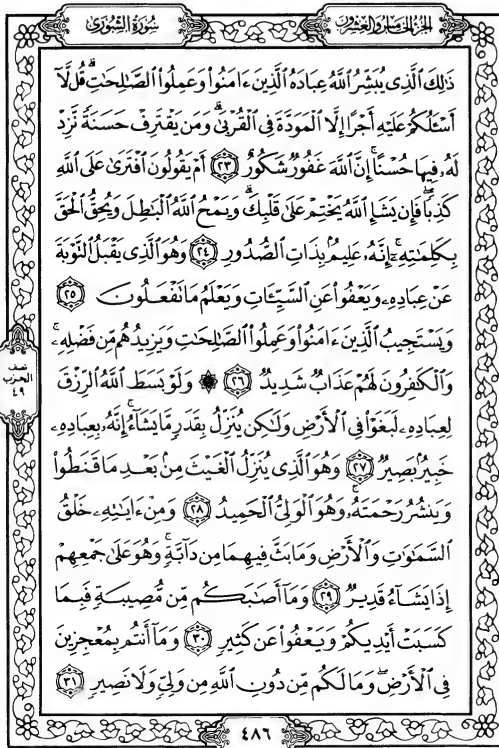 الجزء الخامس والعشرون
سورة الشورى
ذَٰلِكَ ٱلَّذِى يُبَشِّرُ ٱللَّهُ عِبَادَهُ ٱلَّذِينَ ءَامَنُوا۟ وَعَمِلُوا۟ ٱلصَّـٰلِحَـٰتِ ۗ قُل لَّآ
أَسْـَٔلُكُمْ عَلَيْهِ أَجْرًا إِلَّا ٱلْمَوَدَّةَ فِى ٱلْقُرْبَىٰ ۗ وَمَن يَقْتَرِفْ حَسَنَةً نَّزِدْ
لَهُۥ فِيهَا حُسْنًا ۚ إِنَّ ٱللَّهَ غَفُورٌ شَكُورٌ ٢٣ أَمْ يَقُولُونَ ٱفْتَرَىٰ عَلَى ٱللَّهِ
كَذِبًا ۖ فَإِن يَشَإِ ٱللَّهُ يَخْتِمْ عَلَىٰ قَلْبِكَ ۗ وَيَمْحُ ٱللَّهُ ٱلْبَـٰطِلَ وَيُحِقُّ ٱلْحَقَّ
بِكَلِمَـٰتِهِۦٓ ۚ إِنَّهُۥ عَلِيمٌۢ بِذَاتِ ٱلصُّدُورِ ٢٤ وَهُوَ ٱلَّذِى يَقْبَلُ ٱلتَّوْبَةَ
عَنْ عِبَادِهِۦ وَيَعْفُوا۟ عَنِ ٱلسَّيِّـَٔاتِ وَيَعْلَمُ مَا تَفْعَلُونَ ٢٥
وَيَسْتَجِيبُ ٱلَّذِينَ ءَامَنُوا۟ وَعَمِلُوا۟ ٱلصَّـٰلِحَـٰتِ وَيَزِيدُهُم مِّن فَضْلِهِۦ ۚ
وَٱلْكَـٰفِرُونَ لَهُمْ عَذَابٌ شَدِيدٌ ٢٦ ۞ وَلَوْ بَسَطَ ٱللَّهُ ٱلرِّزْقَ
لِعِبَادِهِۦ لَبَغَوْا۟ فِى ٱلْأَرْضِ وَلَـٰكِن يُنَزِّلُ بِقَدَرٍ مَّا يَشَآءُ ۚ إِنَّهُۥ بِعِبَادِهِۦ
خَبِيرٌۢ بَصِيرٌ ٢٧ وَهُوَ ٱلَّذِى يُنَزِّلُ ٱلْغَيْثَ مِنۢ بَعْدِ مَا قَنَطُوا۟
وَيَنشُرُ رَحْمَتَهُۥ ۚ وَهُوَ ٱلْوَلِىُّ ٱلْحَمِيدُ ٢٨ وَمِنْ ءَايَـٰتِهِۦ خَلْقُ
ٱلسَّمَـٰوَٰتِ وَٱلْأَرْضِ وَمَا بَثَّ فِيهِمَا مِن دَآبَّةٍ ۚ وَهُوَ عَلَىٰ جَمْعِهِمْ
إِذَا يَشَآءُ قَدِيرٌ ٢٩ وَمَآ أَصَـٰبَكُم مِّن مُّصِيبَةٍ فَبِمَا
كَسَبَتْ أَيْدِيكُمْ وَيَعْفُوا۟ عَن كَثِيرٍ ٣٠ وَمَآ أَنتُم بِمُعْجِزِينَ
فِى ٱلْأَرْضِ ۖ وَمَا لَكُم مِّن دُونِ ٱللَّهِ مِن وَلِىٍّ وَلَا نَصِيرٍ ٣١
نصف
الحزب
٤٩
٤٨٦